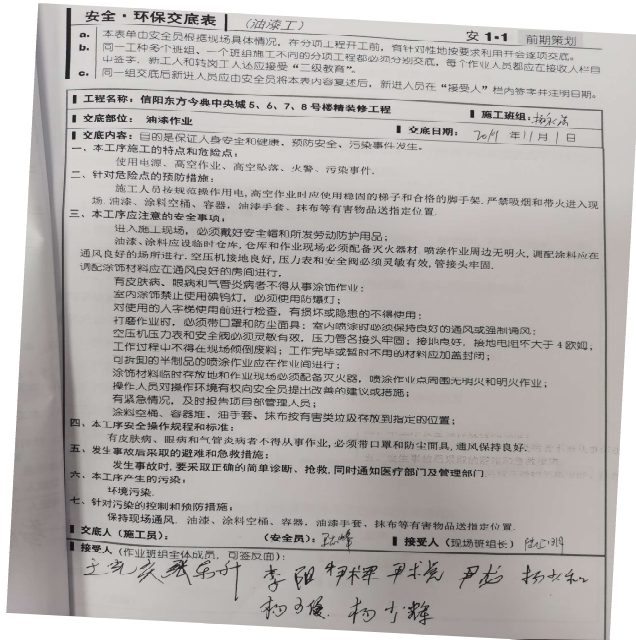 安全·环保交底表 （油漆工） 安 1·1 前期策划
a. 本表单由安全员根据现场具体情况，在分项工程开工前，有针对性地按要求利用开会逐项交底。
b. 同一工种多个班组、一个班组施工不同的分项工程都必须分别交底，每个作业人员都应在接收人栏目
中签字，新工人和转岗工人还应接受“二级教育”。
c. 同一组交底后新进人员应由安全员将本表内容复述后，新进人员在“接受人”栏内签字并注明日期。
工程名称：信阳东方今典中央城5、6、7、8号楼精装修工程 施工班组：
交底部位： 油漆作业 交底日期： 2011 年 11 月 1 日
交底内容：目的是保证人身安全和健康，预防安全、污染事件发生。
一、本工序施工的特点和危险点：
使用电源、高空作业、高空坠落、火警、污染事件.
二、针对危险点的预防措施：
施工人员按规范操作用电,高空作业时应使用稳固的梯子和合格的脚手架.严禁吸烟和带火进入现
场.油漆、涂料空桶、容器，油漆手套、抹布等有害物品送指定位置.
三、本工序应注意的安全事项：
进入施工现场，必须戴好安全帽和所发劳动防护用品；
油漆、涂料应设临时仓库,仓库和作业现场必须配备灭火器材.喷涂作业周边无明火,调配涂料应在
通风良好的场所进行.空压机接地良好,压力表和安全阀必须灵敏有效,管接头牢固.
调配涂饰材料应在通风良好的房间进行.
有皮肤病、眼病和气管炎病者不得从事涂饰作业；
室内涂饰禁止使用碘钨灯，必须使用防爆灯；
对使用的人字梯使用前进行检查，有损坏或隐患的不得使用；
打磨作业时，必须带口罩和防尘面具；室内喷涂时必须保持良好的通风或强制通风；
空压机压力表和安全阀必须灵敏有效，压力管各接头牢固；接地良好，接地电阻不大于4欧姆；
工作过程中不得在现场倾倒废料；工作完毕或暂时不用的材料应加盖封闭；
可拆卸的半制品的喷涂作业应在作业间进行；
涂饰材料临时存放地和作业现场必须配备灭火器，喷涂作业点周围无明火和明火作业；
操作人员对操作环境有权向安全员提出改善的建议或措施；
有紧急情况，及时报告项目部管理人员；
涂料空桶、容器堆、油手套、抹布按有害类垃圾存放到指定的位置；
四、本工序安全操作规程和标准：
有皮肤病、眼病和气管炎病者不得从事作业,必须带口罩和防尘面具,通风保持良好.
五、发生事故后采取的避难和急救措施：
发生事故时,要采取正确的简单诊断、抢救,同时通知医疗部门及管理部门.
六、本工序产生的污染：
环境污染.
七、针对污染的控制和预防措施：
保持现场通风.油漆、涂料空桶、容器，油漆手套、抹布等有害物品送指定位置.
交底人（施工员）： （安全员）： 接受人（现场班组长）
接受人（作业班组全体成员，可签反面）：
李阳 尹龙
杨少辉